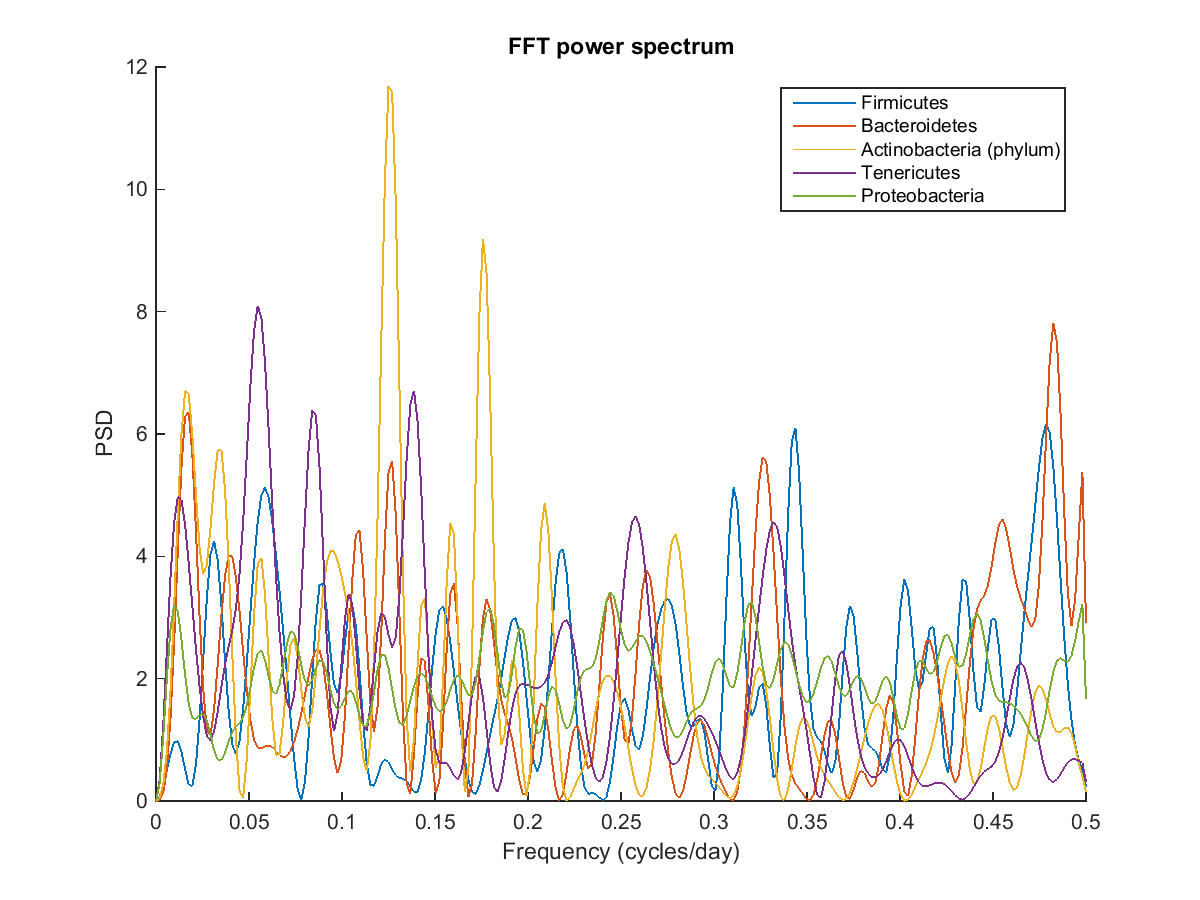 FFT power spectrum
12
10
8
6
4
2
0
PSD
Firmicutes
Bacteroidetes
Actinobacteria (phylum)
Tenericutes
Proteobacteria
0 0.05 0.1 0.15 0.2 0.25 0.3 0.35 0.4 0.45 0.5
Frequency (cycles/day)